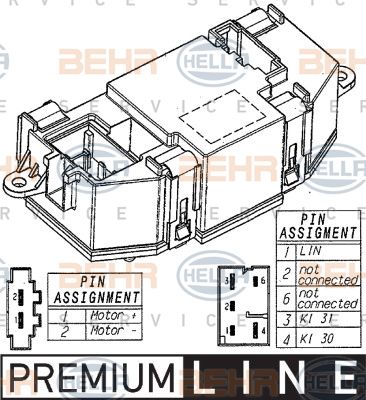 BEHR HELLA SERVICE
PIN
ASSIGNMENT
1 LIN
2 not connected
6 not connected
3 Kl 31
4 Kl 30
PIN
ASSIGNMENT
1 Motor +
2 Motor -
2
1
3 6
2
1 4
PREMIUM LINE